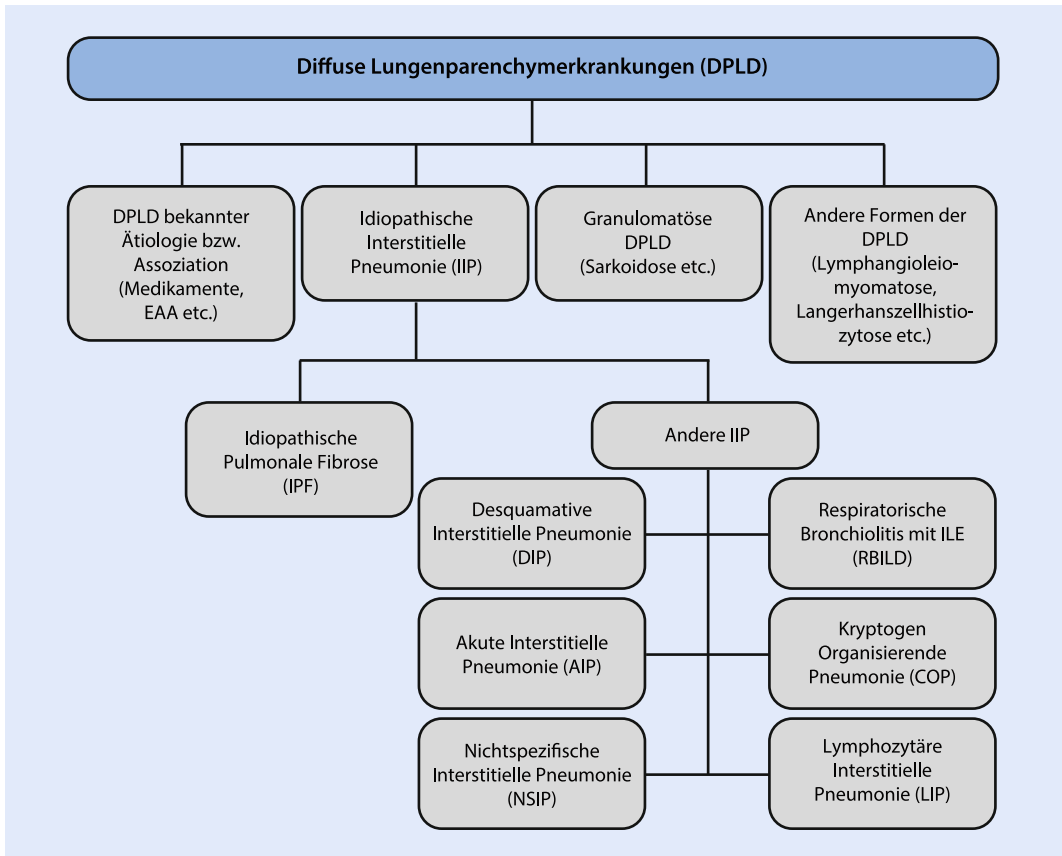 Diffuse Lungenparenchymerkrankungen (DPLD)
DPLD bekannter
Ätiologie bzw.
Assoziation
(Medikamente,
EAA etc.)
Idiopathische
Interstitielle
Pneumonie (IIP)
Granulomatöse
DPLD
(Sarkoidose etc.)
Andere Formen der
DPLD
(Lymphangioleio-
myomatose,
Langerhanszellhistio-
zytose etc.)
Idiopathische
Pulmonale Fibrose
(IPF)
Andere IIP
Desquamative
Interstitielle Pneumonie
(DIP)
Respiratorische
Bronchiolitis mit ILE
(RBILD)
Akute Interstitielle
Pneumonie (AIP)
Kryptogen
Organisierende
Pneumonie (COP)
Nichtspezifische
Interstitielle Pneumonie
(NSIP)
Lymphozytäre
Interstitielle
Pneumonie (LIP)